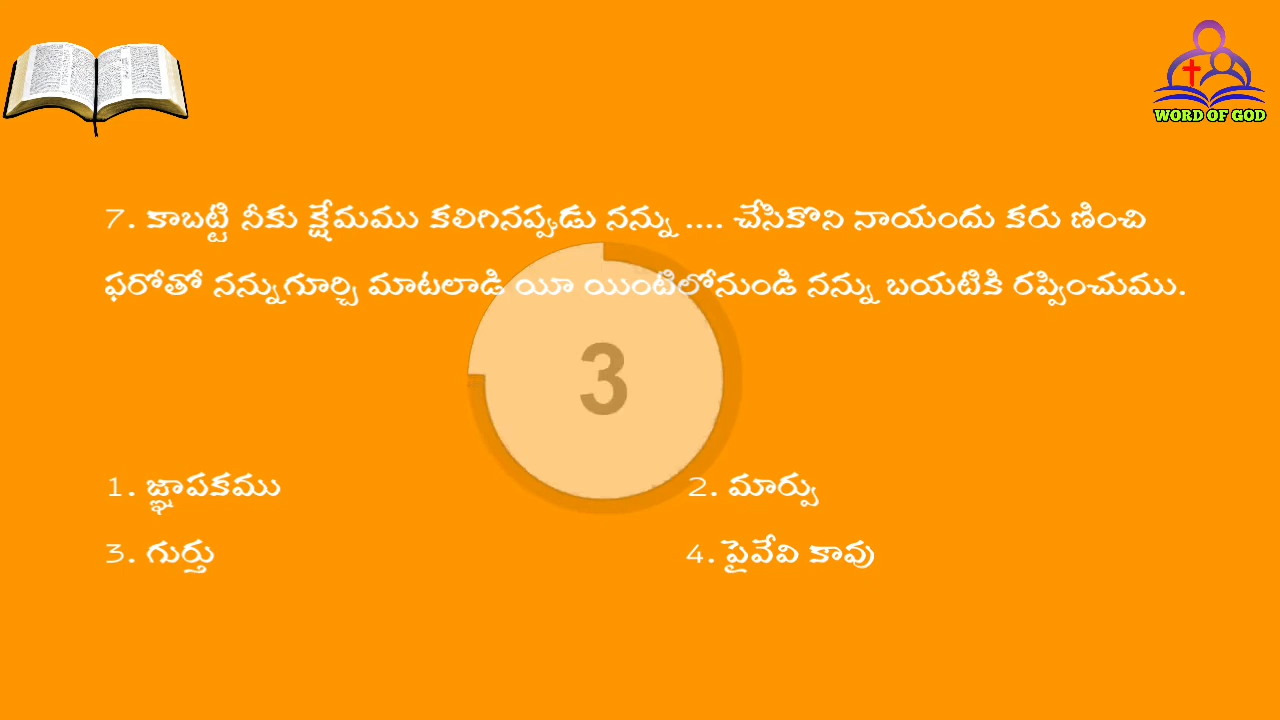 WORD OF GOD
7. కాబట్టి నీకు క్షేమము కలిగినప్పుడు నన్ను .... చేసికొని నాయందు కరు ణించి
ఫరోతో నన్నుగూర్చి మాటలాడి యీ యింటిలోనుండి నన్ను బయటికి రప్పించుము.
3
1. జ్ఞాపకము
2. మార్పు
3. గుర్తు
4. పైవేవి కావు